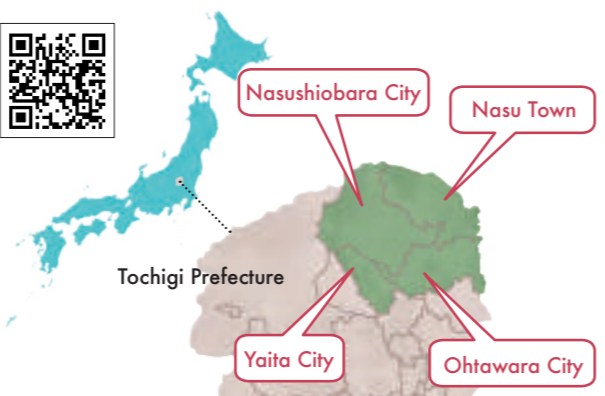 Nasushiobara City
Nasu Town
Tochigi Prefecture
Yaita City
Ohtawara City